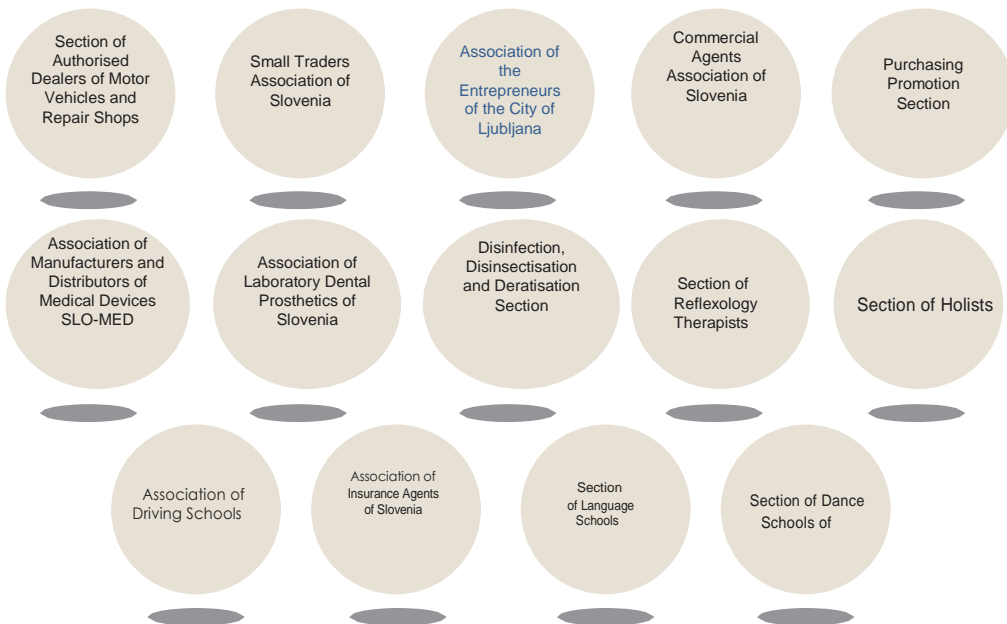 Section of
Authorised
Dealers of Motor
Vehicles and
Repair Shops
Small Traders
Association of
Slovenia
Association of
the
Entrepreneurs
of the City of
Ljubljana
Commercial
Agents
Association of
Slovenia
Purchasing
Promotion
Section
Association of
Manufacturers and
Distributors of
Medical Devices
SLO-MED
Association of
Laboratory Dental
Prosthetics of
Slovenia
Disinfection,
Disinsectisation
and Deratisation
Section
Section of
Reflexology
Therapists
Section of Holists
Association of
Driving Schools
Association of
Insurance Agents
of Slovenia
Section
of Language
Schools
Section of Dance
Schools of